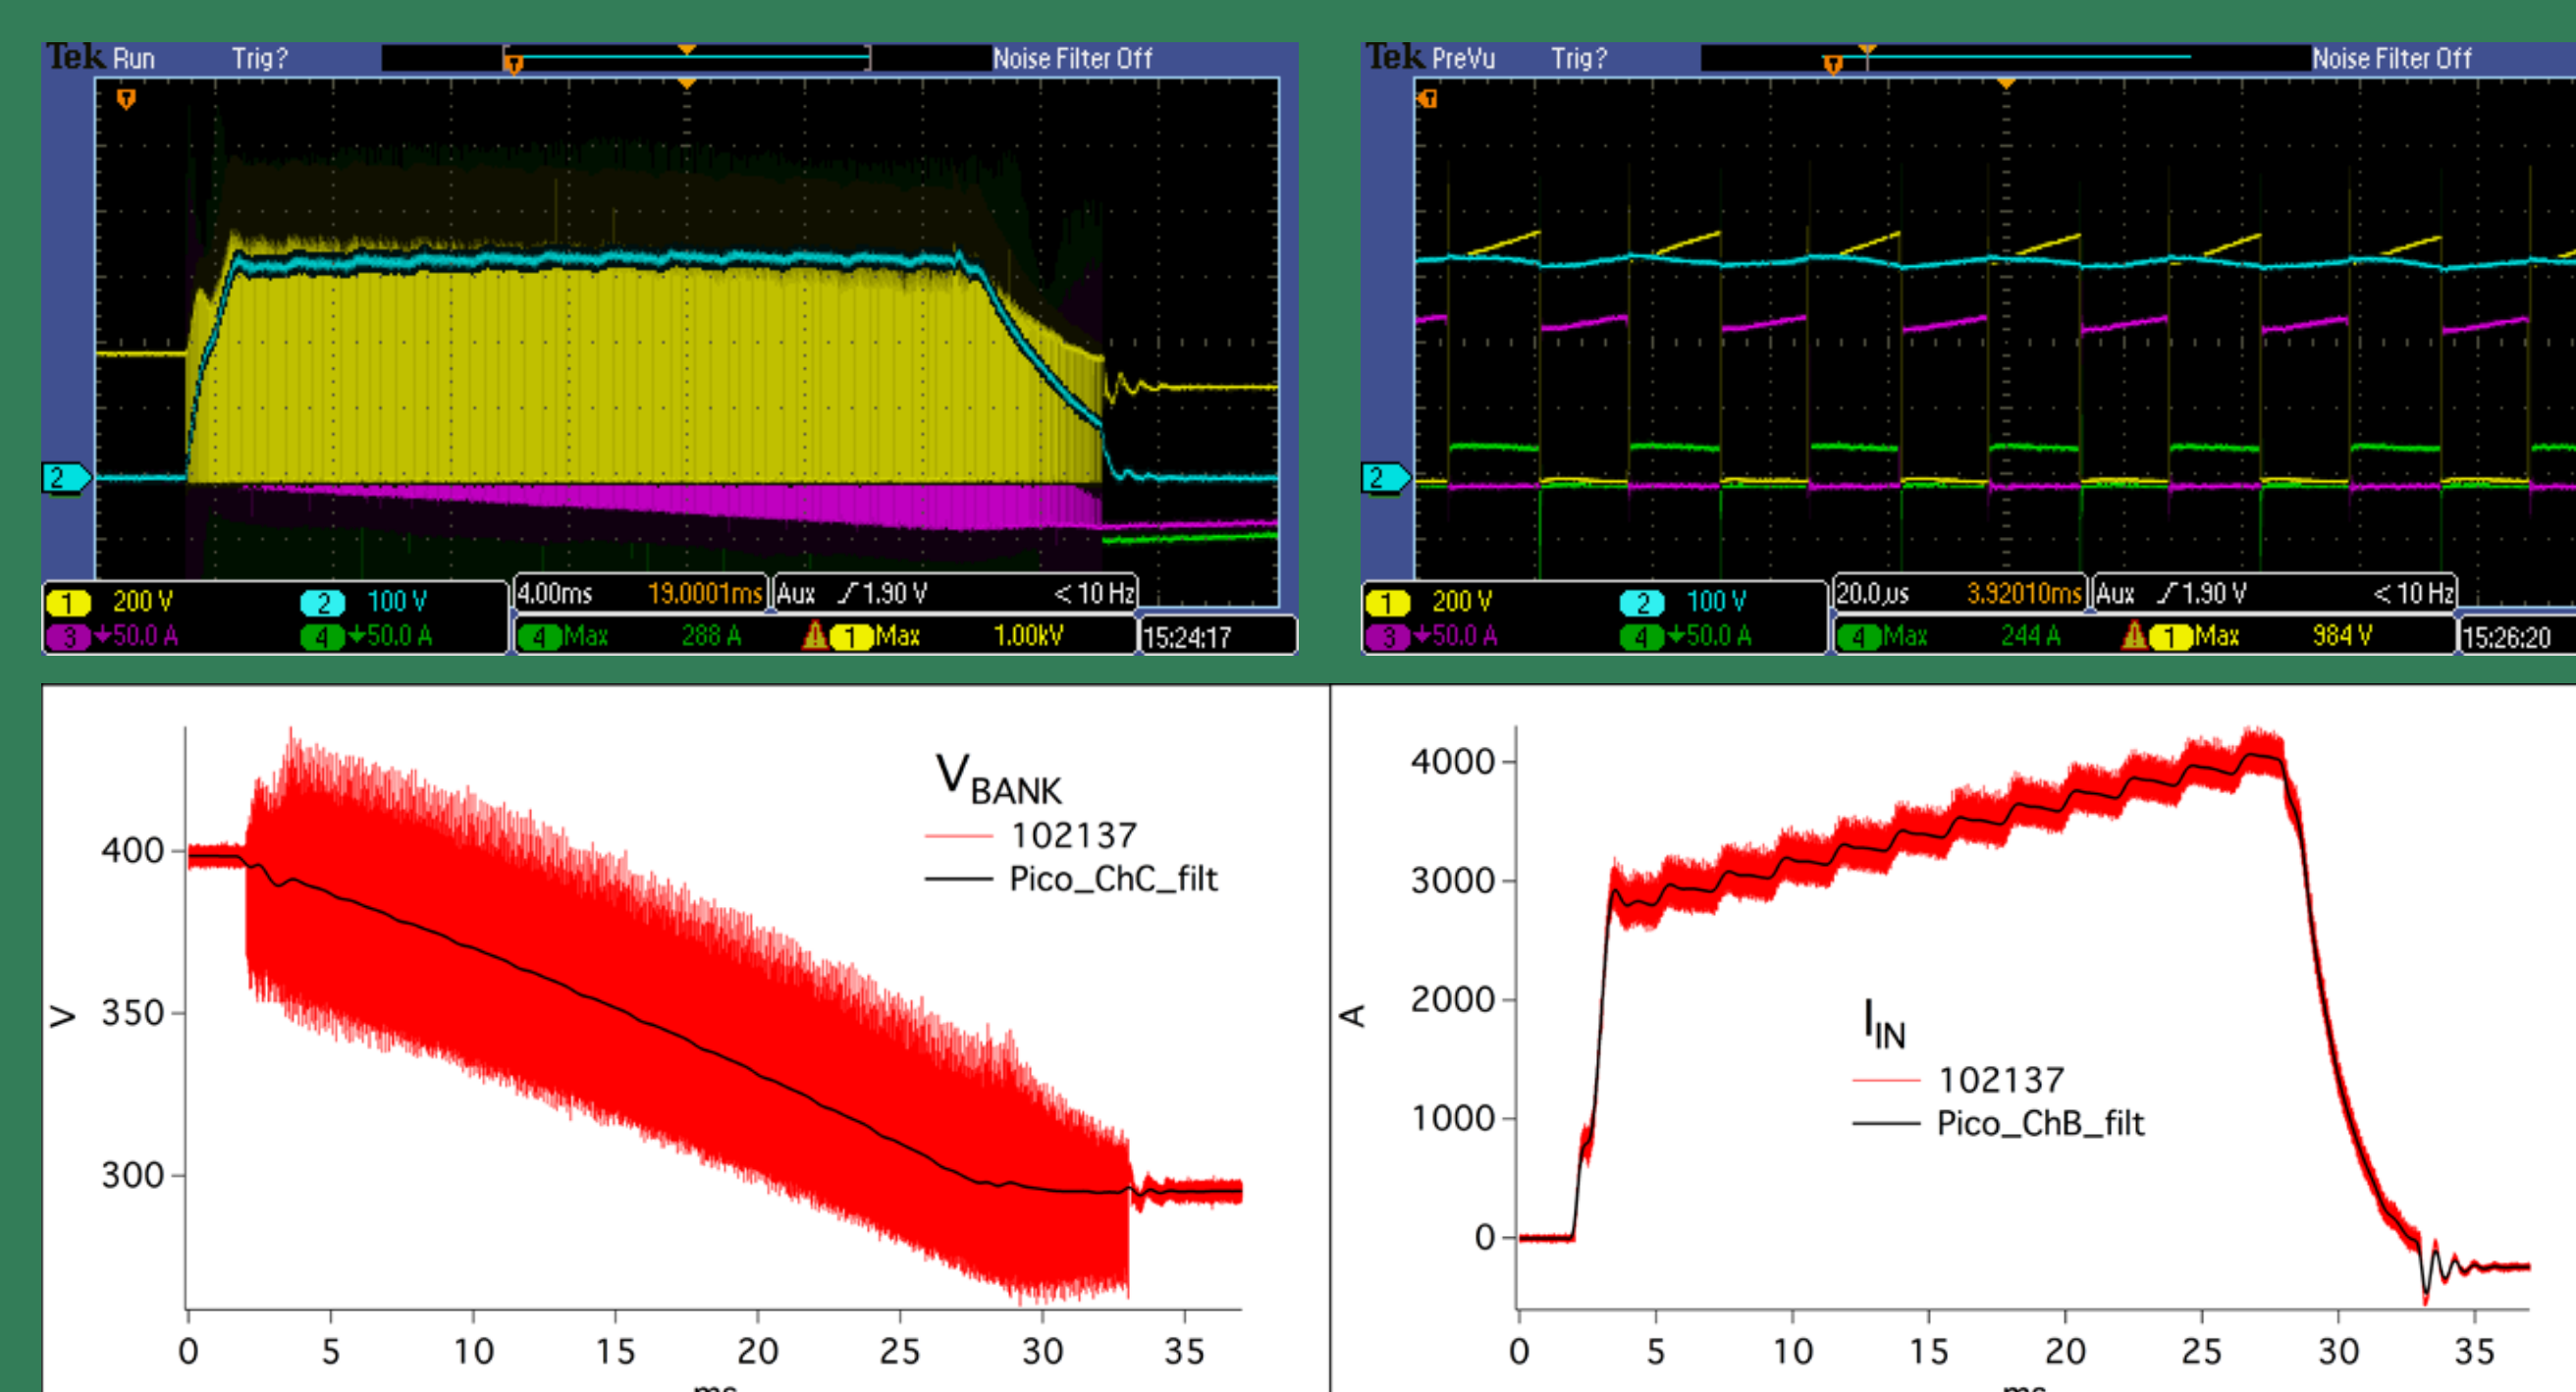 Tek Run Trig? Noise Filter Off
T
T
2
1 200 V 2 100 V
3 50.0 A 4 50.0 A
4.00ms 19.0001ms
Aux 1.90 V < 10 Hz
4 Max 288 A 1 Max 1.00kV
15:24:17
Tek PreVu Trig? Noise Filter Off
T
T
2
1 200 V 2 100 V
3 50.0 A 4 50.0 A
20.0µs 3.92010ms
Aux 1.90 V < 10 Hz
4 Max 244 A 1 Max 984 V
15:26:20
VBANK
102137
Pico_ChC_filt
400
350
300
V
0 5 10 15 20 25 30 35
ms
IIN
102137
Pico_ChB_filt
4000
3000
2000
1000
0
A
0 5 10 15 20 25 30 35
ms